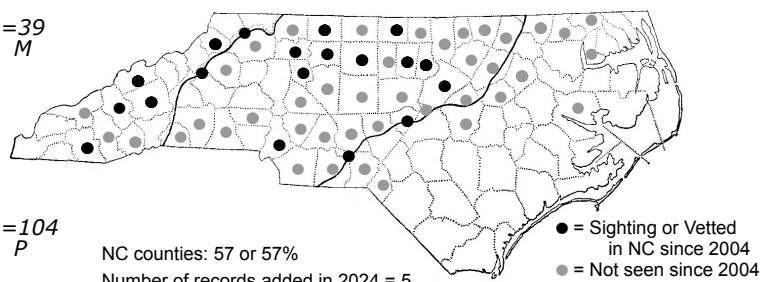 =39
M
=104
P
NC counties: 57 or 57%
Number of records added in 2024 = 5
● = Sighting or Vetted
in NC since 2004
● = Not seen since 2004